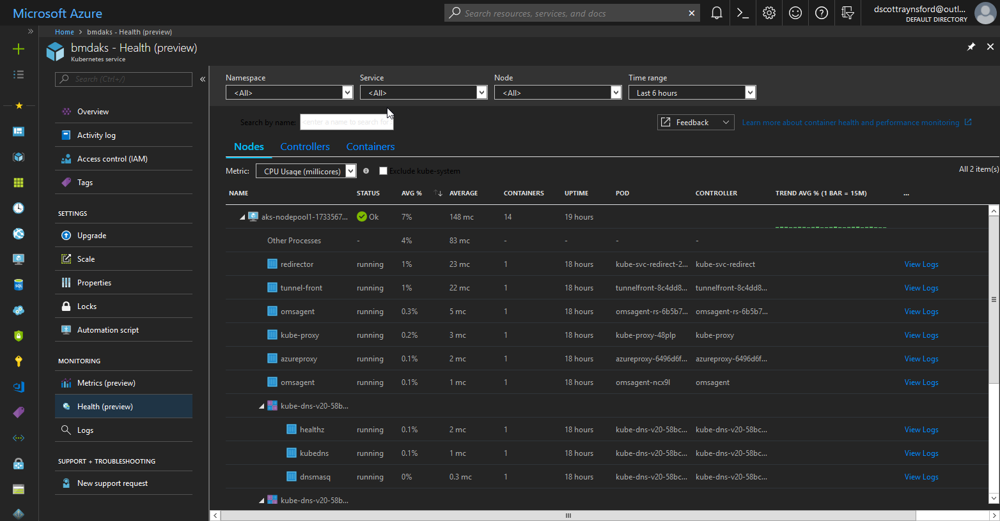 Microsoft Azure
Search resources, services, and docs
dscottraynsford@outl...
DEFAULT DIRECTORY
Home > bmdaks - Health (preview)
bmdaks - Health (preview)
Kubernetes service
Search (Ctrl+/)
Overview
Activity log
Access control (IAM)
Tags
SETTINGS
Upgrade
Scale
Properties
Locks
Automation script
MONITORING
Metrics (preview)
Health (preview)
Logs
SUPPORT + TROUBLESHOOTING
New support request
Namespace Service Node Time range
<All> <All> <All> Last 6 hours
Search by name: <enter a name to search for>
Feedback
Learn more about container health and performance monitoring
Nodes Controllers Containers
Metric: CPU Usage (millicores) Exclude kube-system
All 2 item(s)
NAME STATUS AVG % AVERAGE CONTAINERS UPTIME POD CONTROLLER TREND AVG % (1 BAR = 15M) ...
aks-nodepool1-1733567... Ok 7% 148 mc 14 19 hours
Other Processes - 4% 83 mc - - - -
redirector running 1% 23 mc 1 18 hours kube-svc-redirect-2... kube-svc-redirect View Logs
tunnel-front running 1% 22 mc 1 18 hours tunnelfront-8c4dd8... tunnelfront-8c4dd8... View Logs
omsagent running 0.3% 5 mc 1 18 hours omsagent-rs-6b5b7... omsagent-rs-6b5b7... View Logs
kube-proxy running 0.2% 3 mc 1 18 hours kube-proxy-48plp kube-proxy View Logs
azureproxy running 0.1% 2 mc 1 18 hours azureproxy-6496d6f... azureproxy-6496d6f... View Logs
omsagent running 0.1% 1 mc 1 18 hours omsagent-ncx9l omsagent View Logs
kube-dns-v20-58b...
healthz running 0.1% 2 mc 1 18 hours kube-dns-v20-58bc... kube-dns-v20-58bc... View Logs
kubedns running 0.1% 1 mc 1 18 hours kube-dns-v20-58bc... kube-dns-v20-58bc... View Logs
dnsmasq running 0% 0.3 mc 1 18 hours kube-dns-v20-58bc... kube-dns-v20-58bc... View Logs
kube-dns-v20-58b...